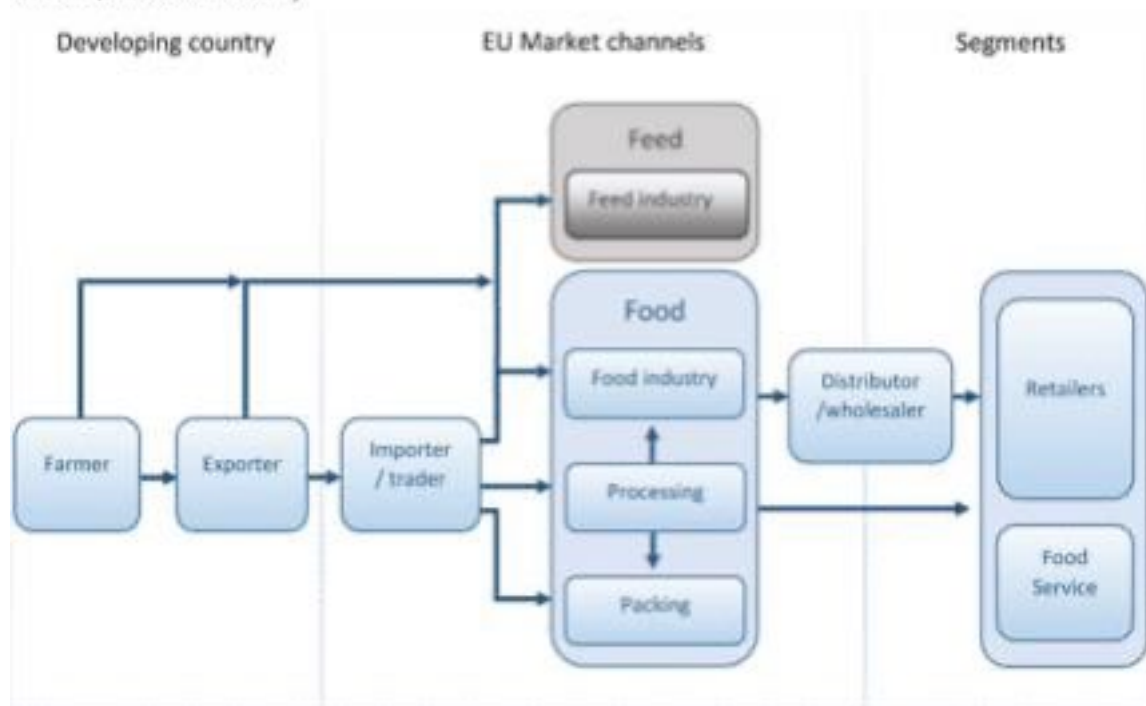 Developing country
EU Market channels
Segments
Feed
Feed industry
Food
Food industry
Distributor
/wholesaler
Retailers
Farmer
Exporter
Importer
/ trader
Processing
Food
Service
Packing